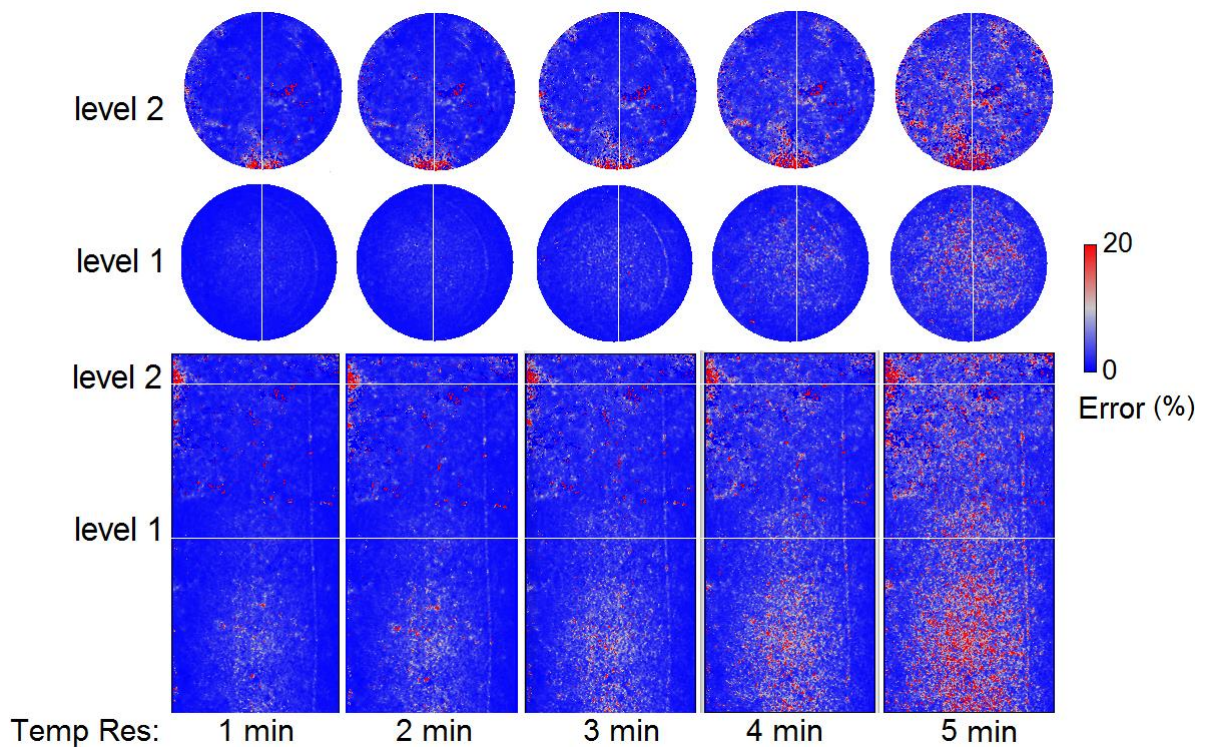 level 2
level 1
20
0
Error (%)
level 2
level 1
Temp Res: 1 min 2 min 3 min 4 min 5 min